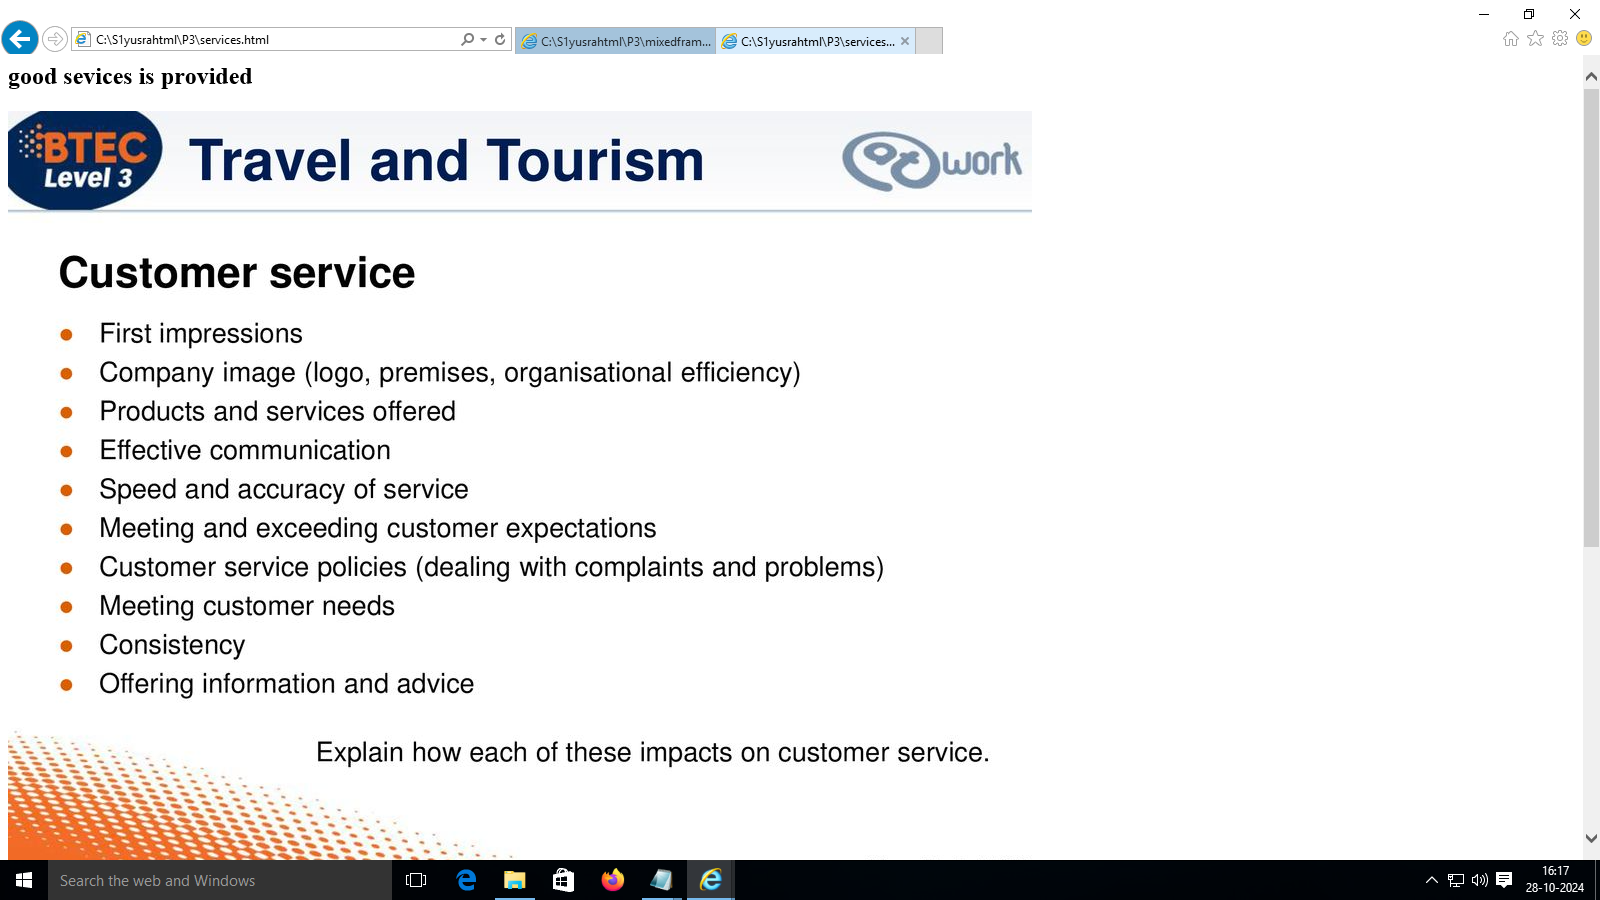 C:\S1yusrahtml\P3\services.html
C:\S1yusrahtml\P3\mixedfram...
C:\S1yusrahtml\P3\services...
good sevices is provided
BTEC
Level 3
Travel and Tourism
at work
Customer service
First impressions
Company image (logo, premises, organisational efficiency)
Products and services offered
Effective communication
Speed and accuracy of service
Meeting and exceeding customer expectations
Customer service policies (dealing with complaints and problems)
Meeting customer needs
Consistency
Offering information and advice
Explain how each of these impacts on customer service.
Search the web and Windows
16:17
28-10-2024